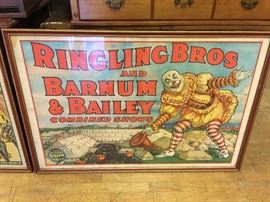 RINGLING BROS
AND
BARNUM
& BAILEY
COMBINED SHOWS